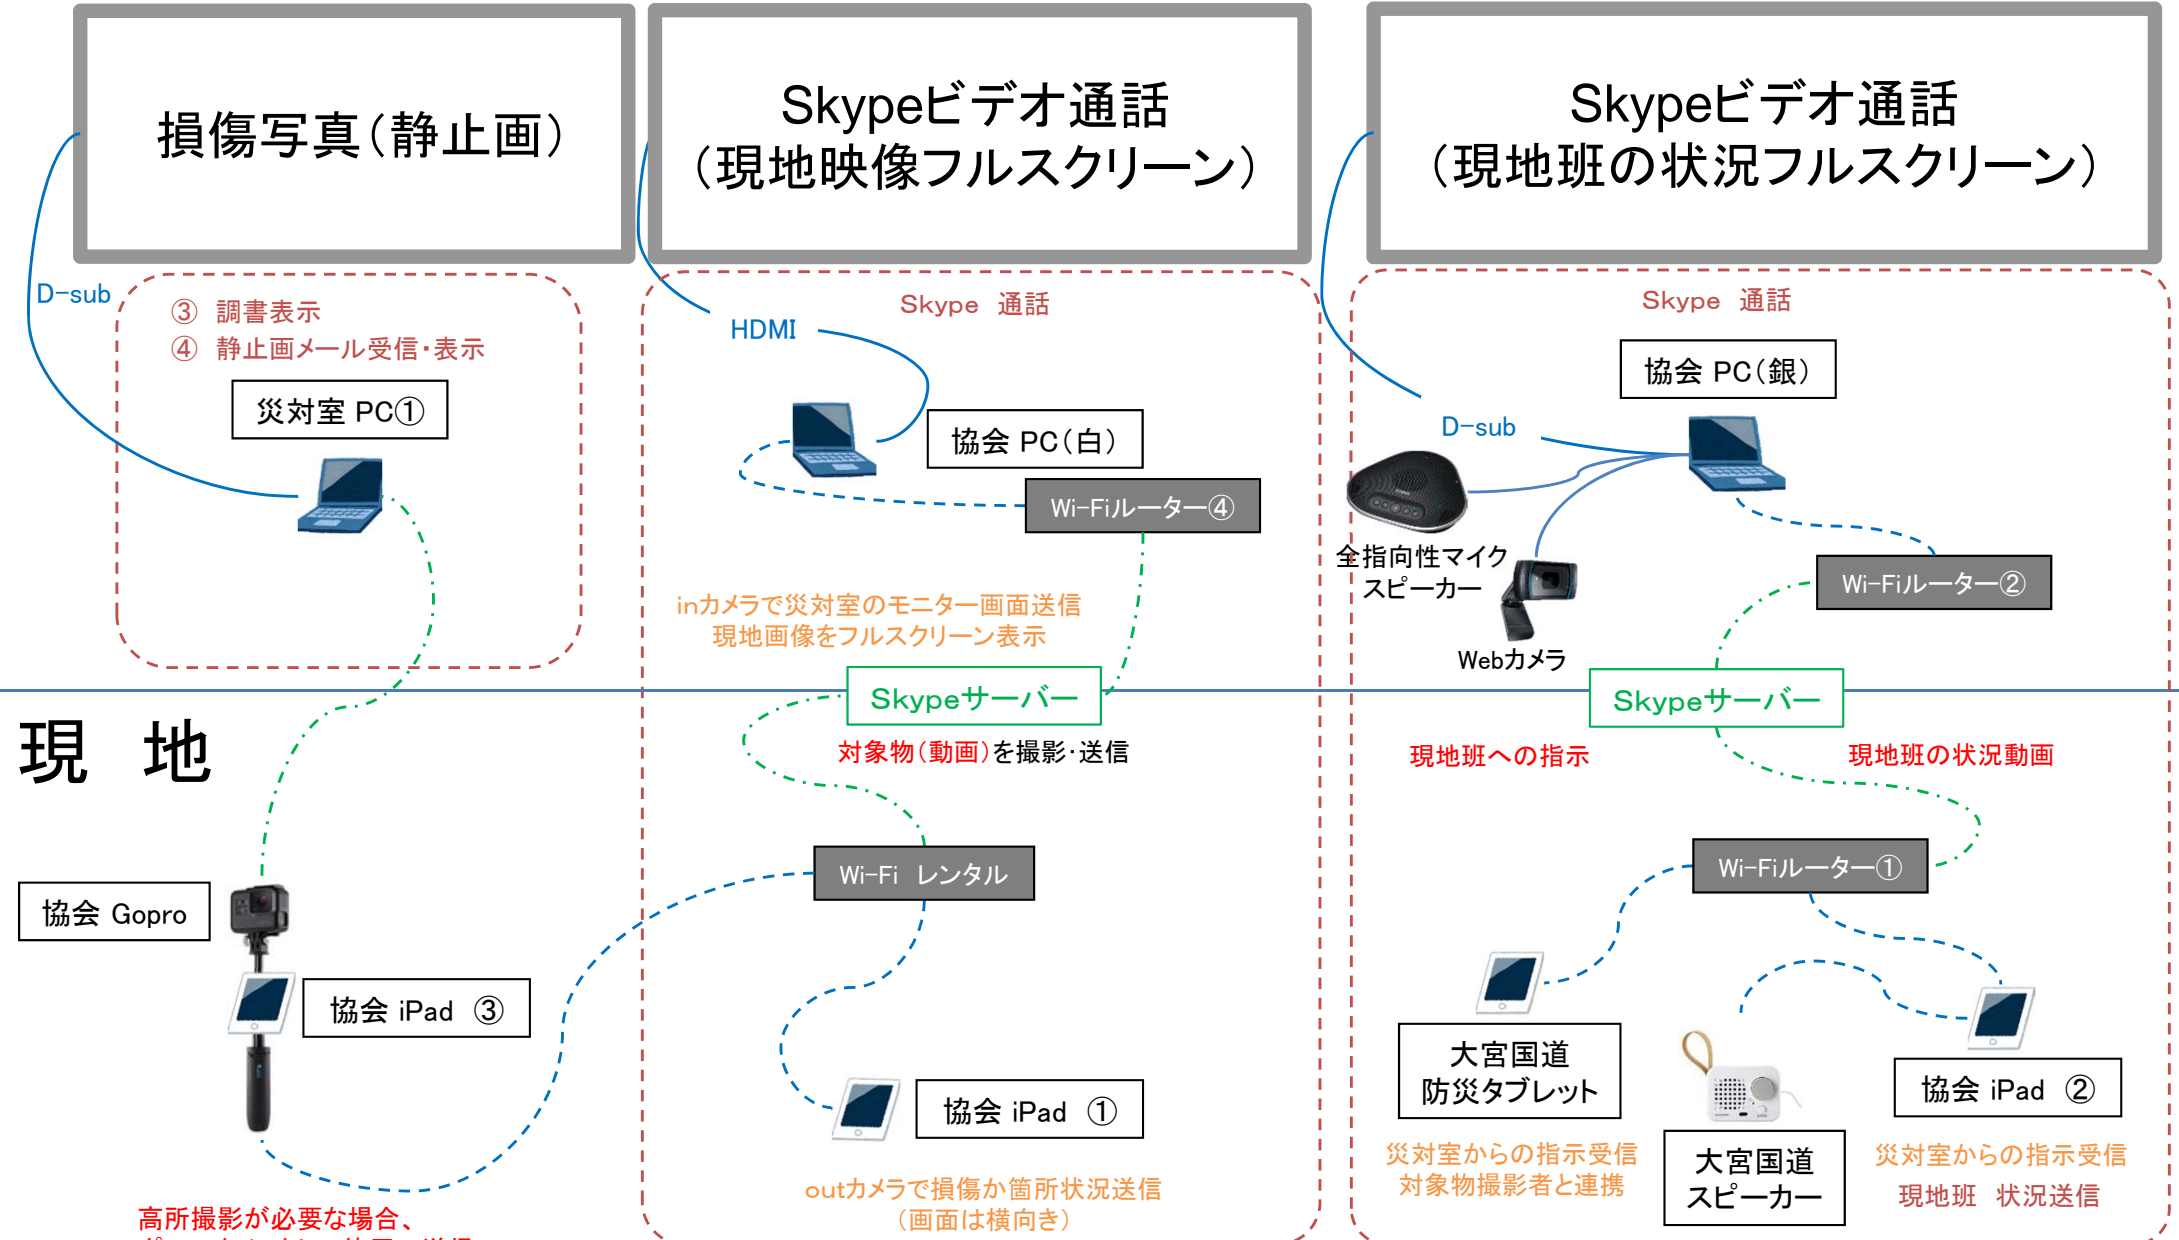 損傷写真(静止画)
Skypeビデオ通話
(現地映像フルスクリーン)
Skypeビデオ通話
(現地班の状況フルスクリーン)
D-sub
③ 調書表示
④ 静止画メール受信・表示
災対室 PC①
Skype 通話
HDMI
協会 PC(白)
Wi-Fiルーター④
inカメラで災対室のモニター画面送信
現地画像をフルスクリーン表示
Skype 通話
協会 PC(銀)
D-sub
全指向性マイク
スピーカー
Webカメラ
Wi-Fiルーター②
Skypeサーバー
Skypeサーバー
現 地
対象物(動画)を撮影・送信
現地班への指示
現地班の状況動画
Wi-Fi レンタル
Wi-Fiルーター①
協会 Gopro
協会 iPad ③
協会 iPad ①
outカメラで損傷か箇所状況送信
(画面は横向き)
大宮国道
防災タブレット
災対室からの指示受信
対象物撮影者と連携
大宮国道
スピーカー
協会 iPad ②
災対室からの指示受信
現地班 状況送信
高所撮影が必要な場合、